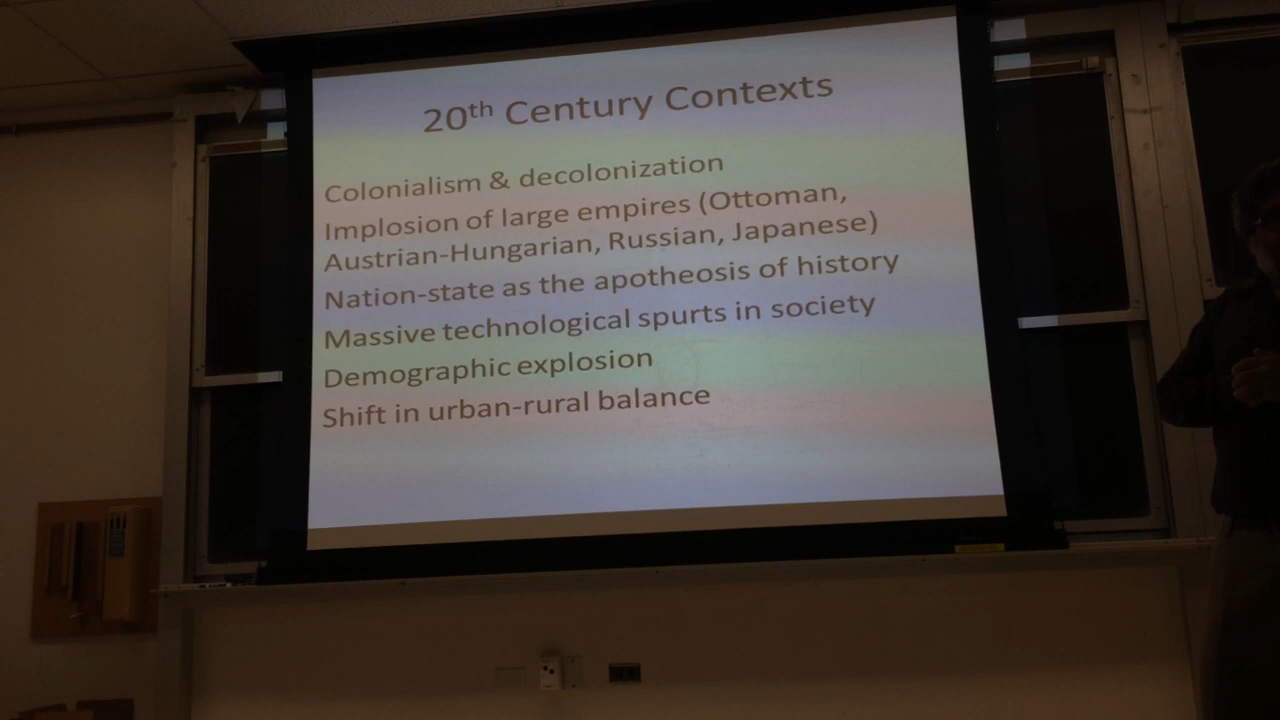 20th Century Contexts
Colonialism & decolonization
Implosion of large empires (Ottoman,
Austrian-Hungarian, Russian, Japanese)
Nation-state as the apotheosis of history
Massive technological spurts in society
Demographic explosion
Shift in urban-rural balance